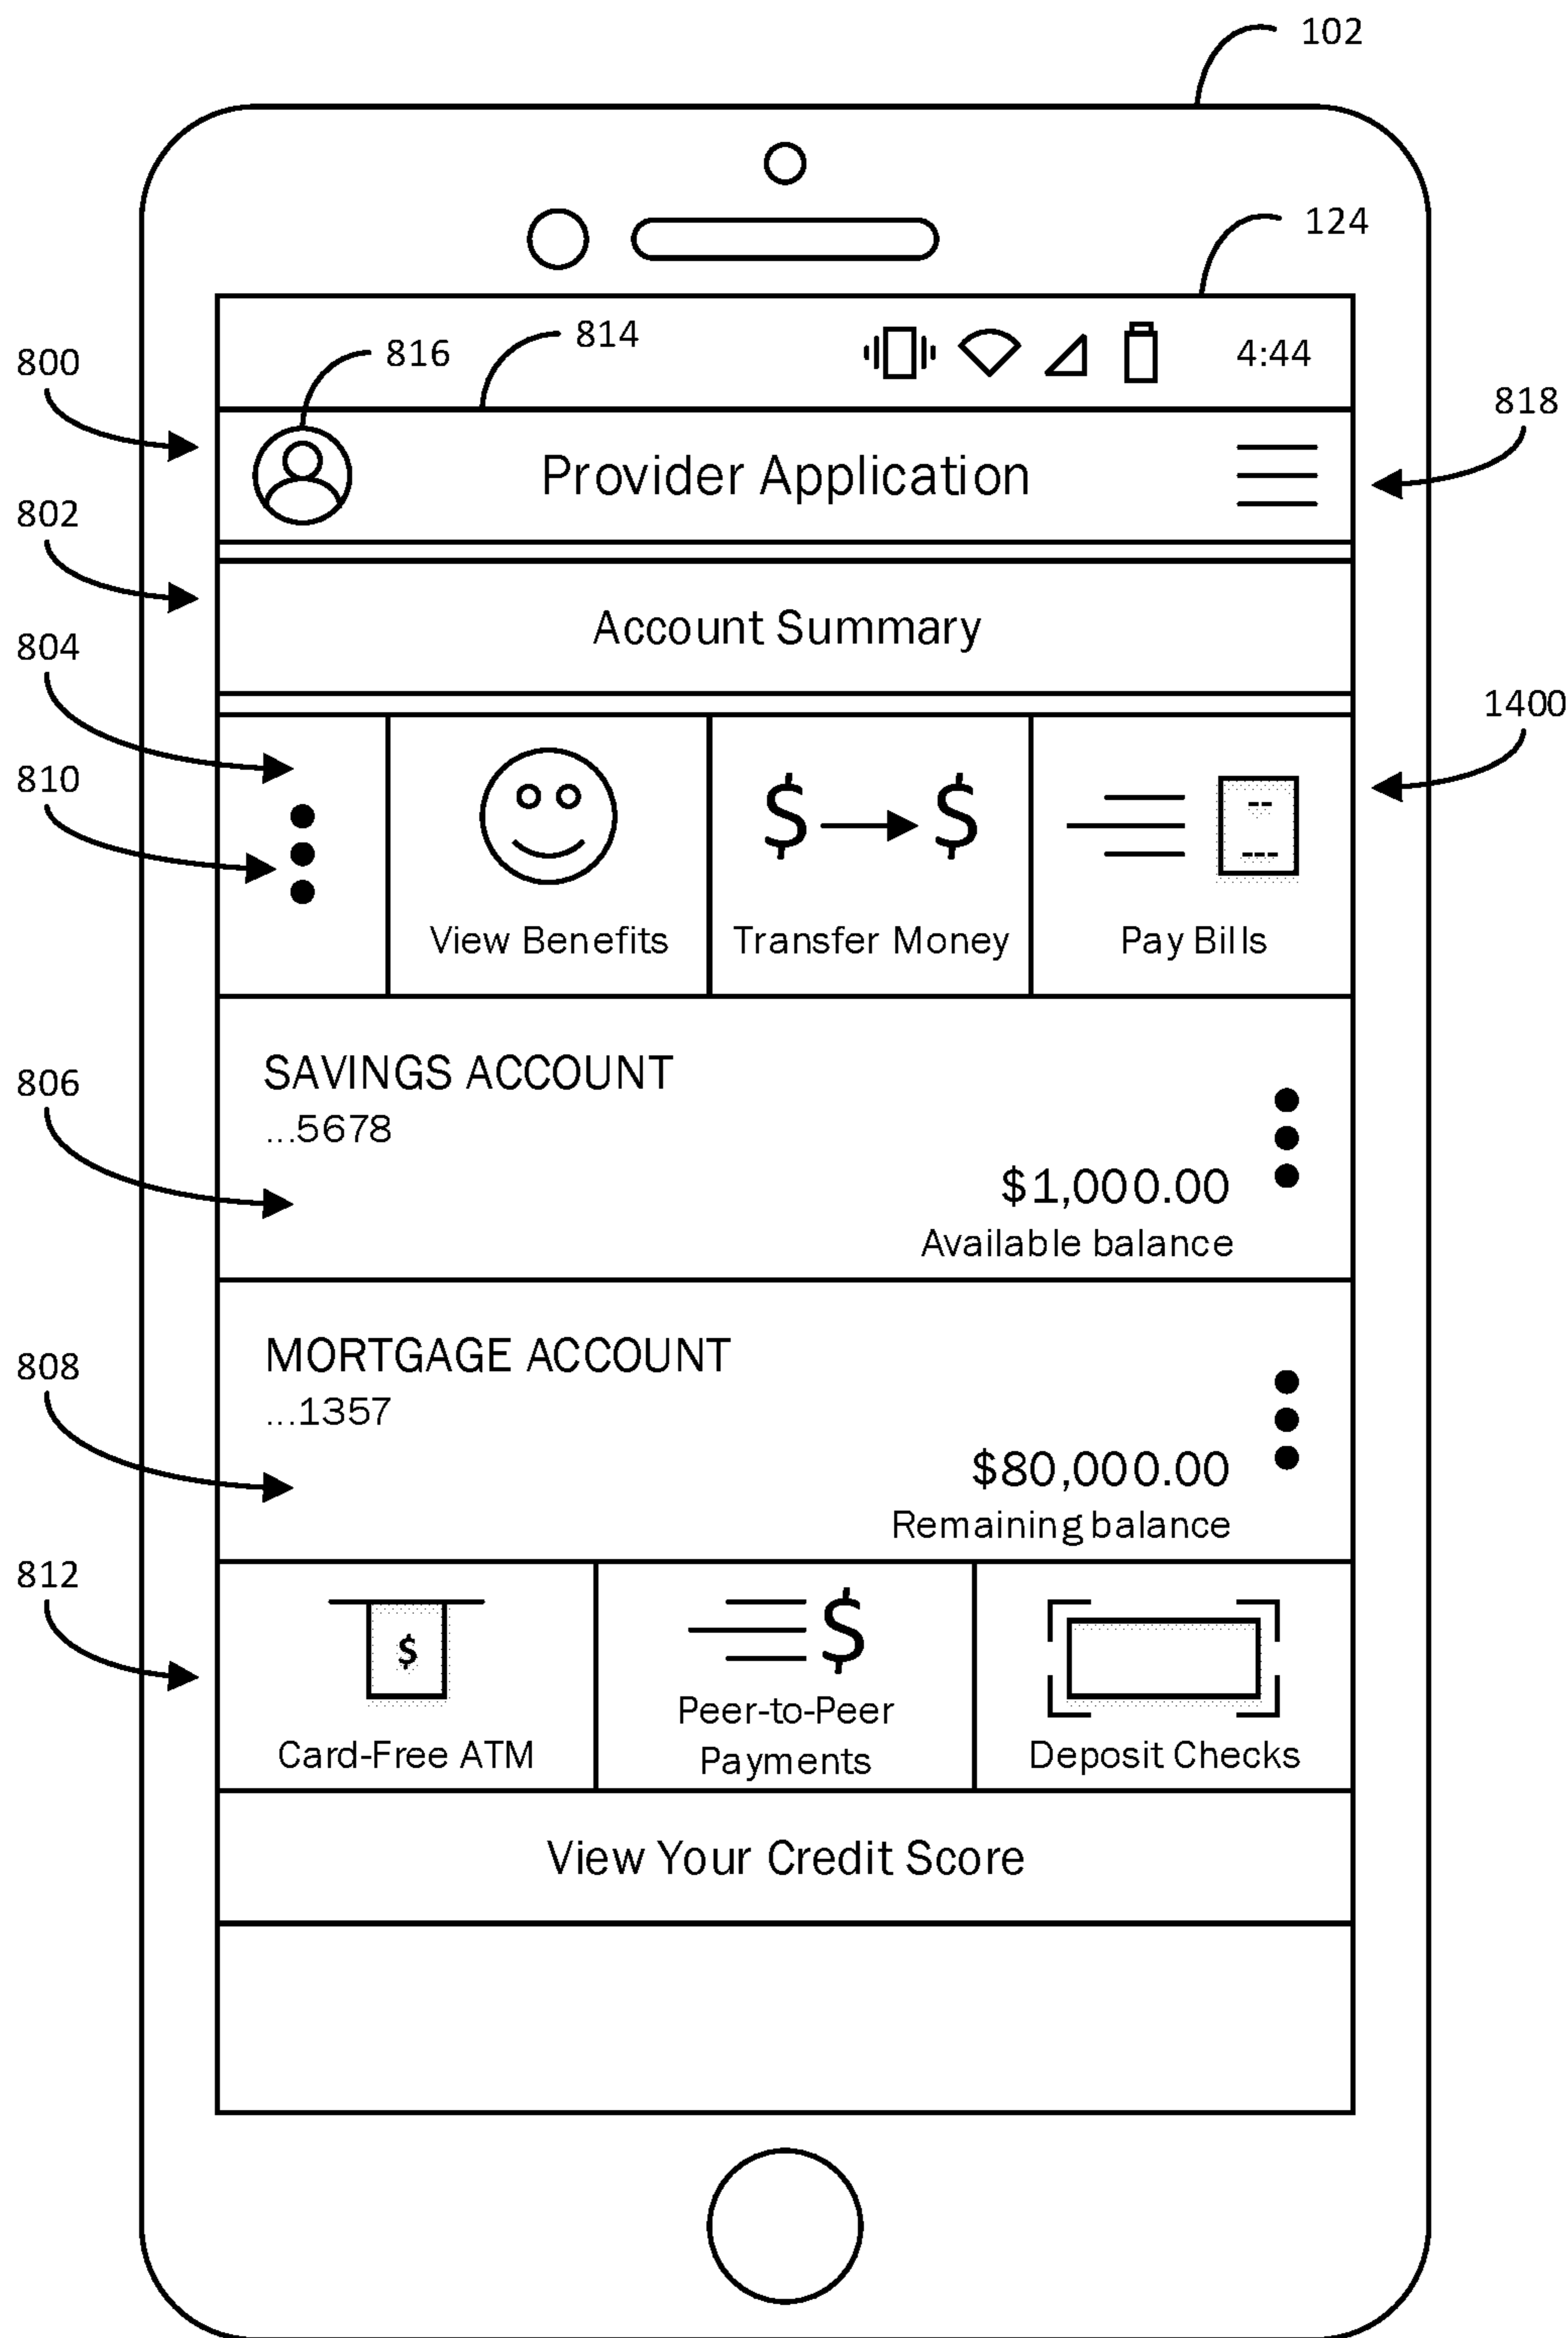 102
124
816
814
4:44
800
818
Provider Application
802
Account Summary
804
1400
810
$ $
View Benefits
Transfer Money
Pay Bills
SAVINGS ACCOUNT
...5678
806
$1,000.00
Available balance
MORTGAGE ACCOUNT
808
...1357
$80,000.00
Remaining balance
812
$
$
Card-Free ATM
Peer-to-Peer
Payments
Deposit Checks
View Your Credit Score